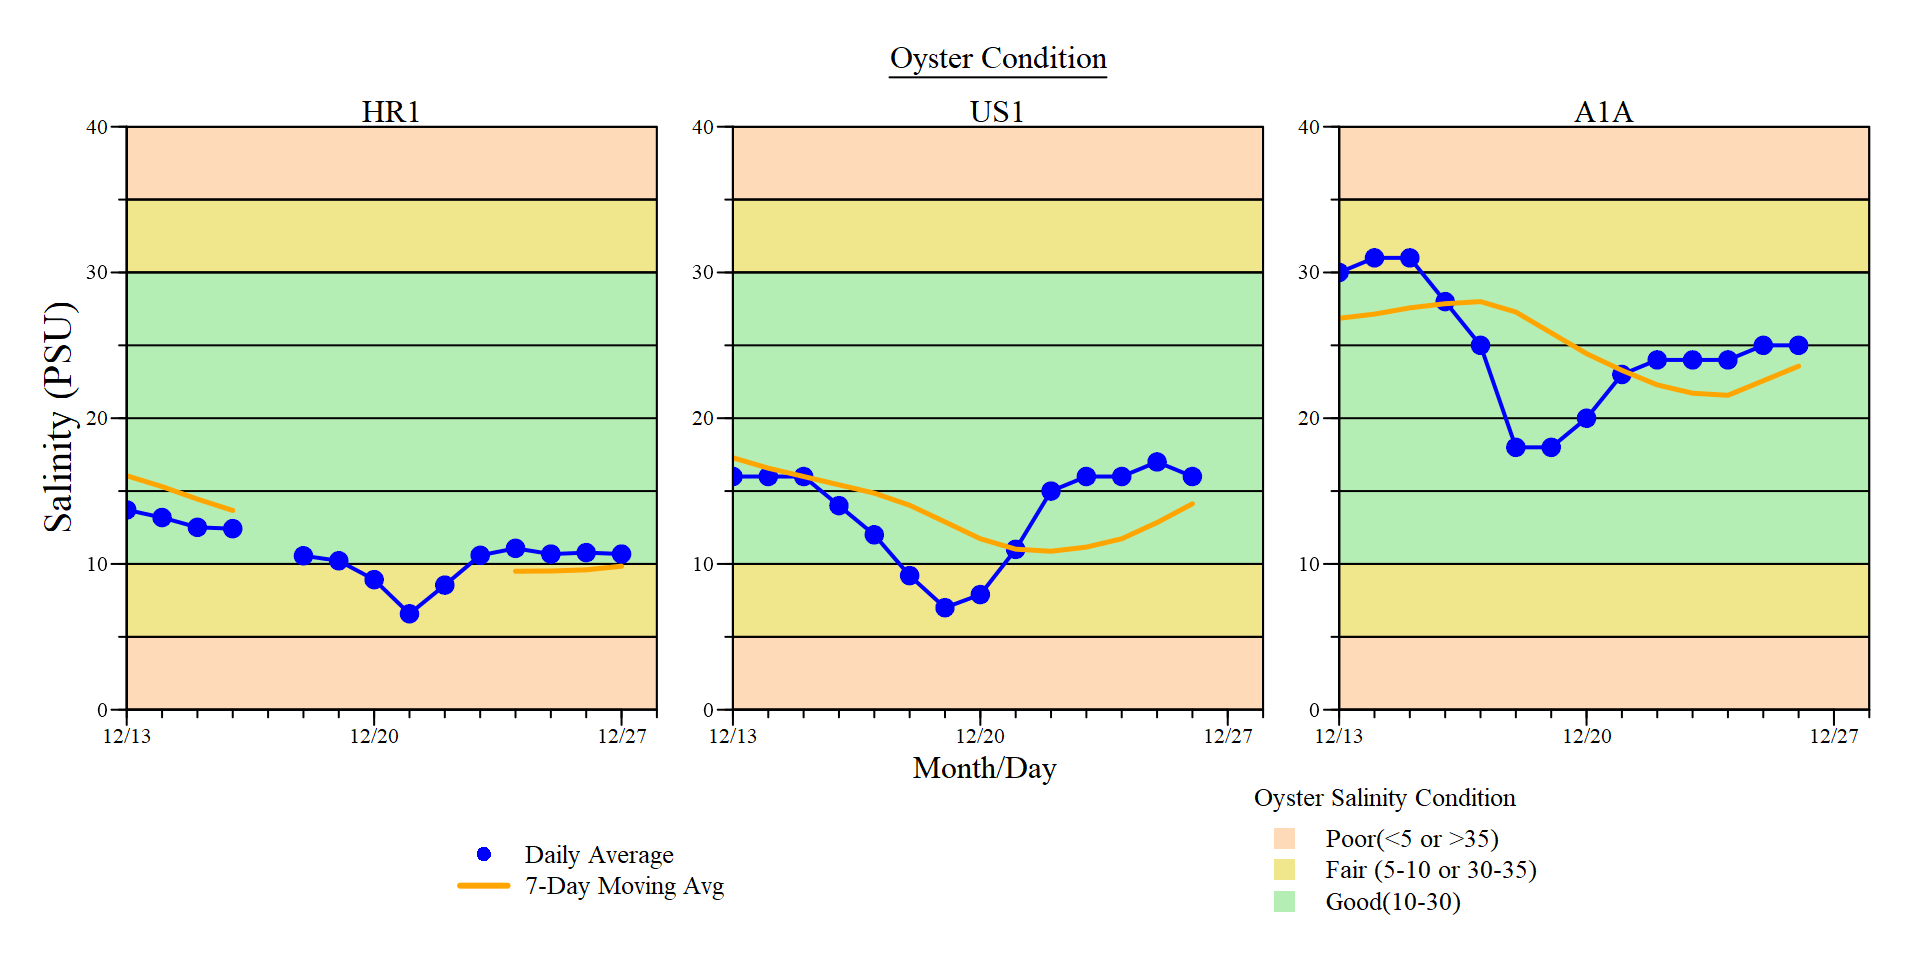 Oyster Condition
HR1
US1
A1A
Salinity (PSU)
40
30
20
10
0
12/13
12/20
12/27
40
30
20
10
0
12/13
12/20
12/27
40
30
20
10
0
12/13
12/20
12/27
Month/Day
Daily Average
7-Day Moving Avg
Oyster Salinity Condition
Poor(<5 or >35)
Fair (5-10 or 30-35)
Good(10-30)